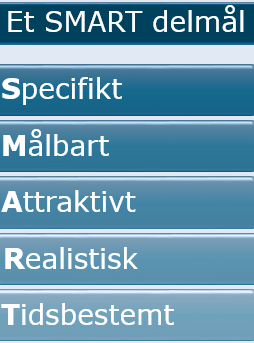 Et SMART delmål
Specifikt
Målbart
Attraktivt
Realistisk
Tidsbestemt